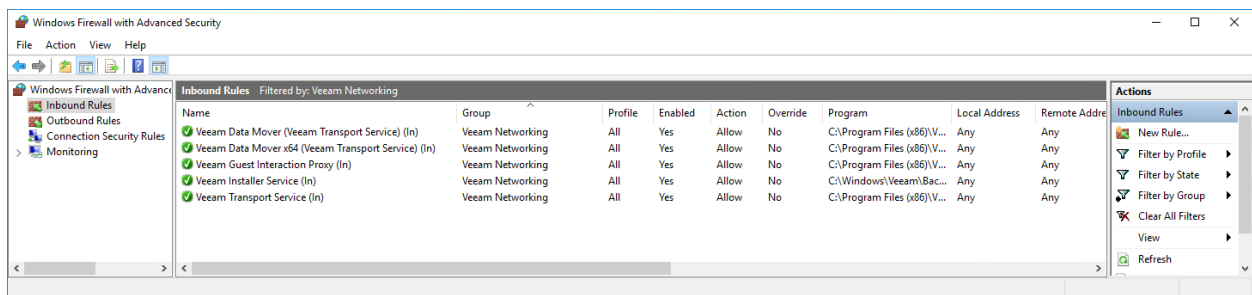 Windows Firewall with Advanced Security
File Action View Help
Windows Firewall with Advance
Inbound Rules
Outbound Rules
Connection Security Rules
Monitoring
Inbound Rules Filtered by: Veeam Networking
Name Group Profile Enabled Action Override Program Local Address Remote Addre
Veeam Data Mover (Veeam Transport Service) (In) Veeam Networking All Yes Allow No C:\Program Files (x86)\V... Any Any
Veeam Data Mover x64 (Veeam Transport Service) (In) Veeam Networking All Yes Allow No C:\Program Files (x86)\V... Any Any
Veeam Guest Interaction Proxy (In) Veeam Networking All Yes Allow No C:\Program Files (x86)\V... Any Any
Veeam Installer Service (In) Veeam Networking All Yes Allow No C:\Windows\Veeam\Bac... Any Any
Veeam Transport Service (In) Veeam Networking All Yes Allow No C:\Program Files (x86)\V... Any Any
Actions
Inbound Rules
New Rule...
Filter by Profile
Filter by State
Filter by Group
Clear All Filters
View
Refresh